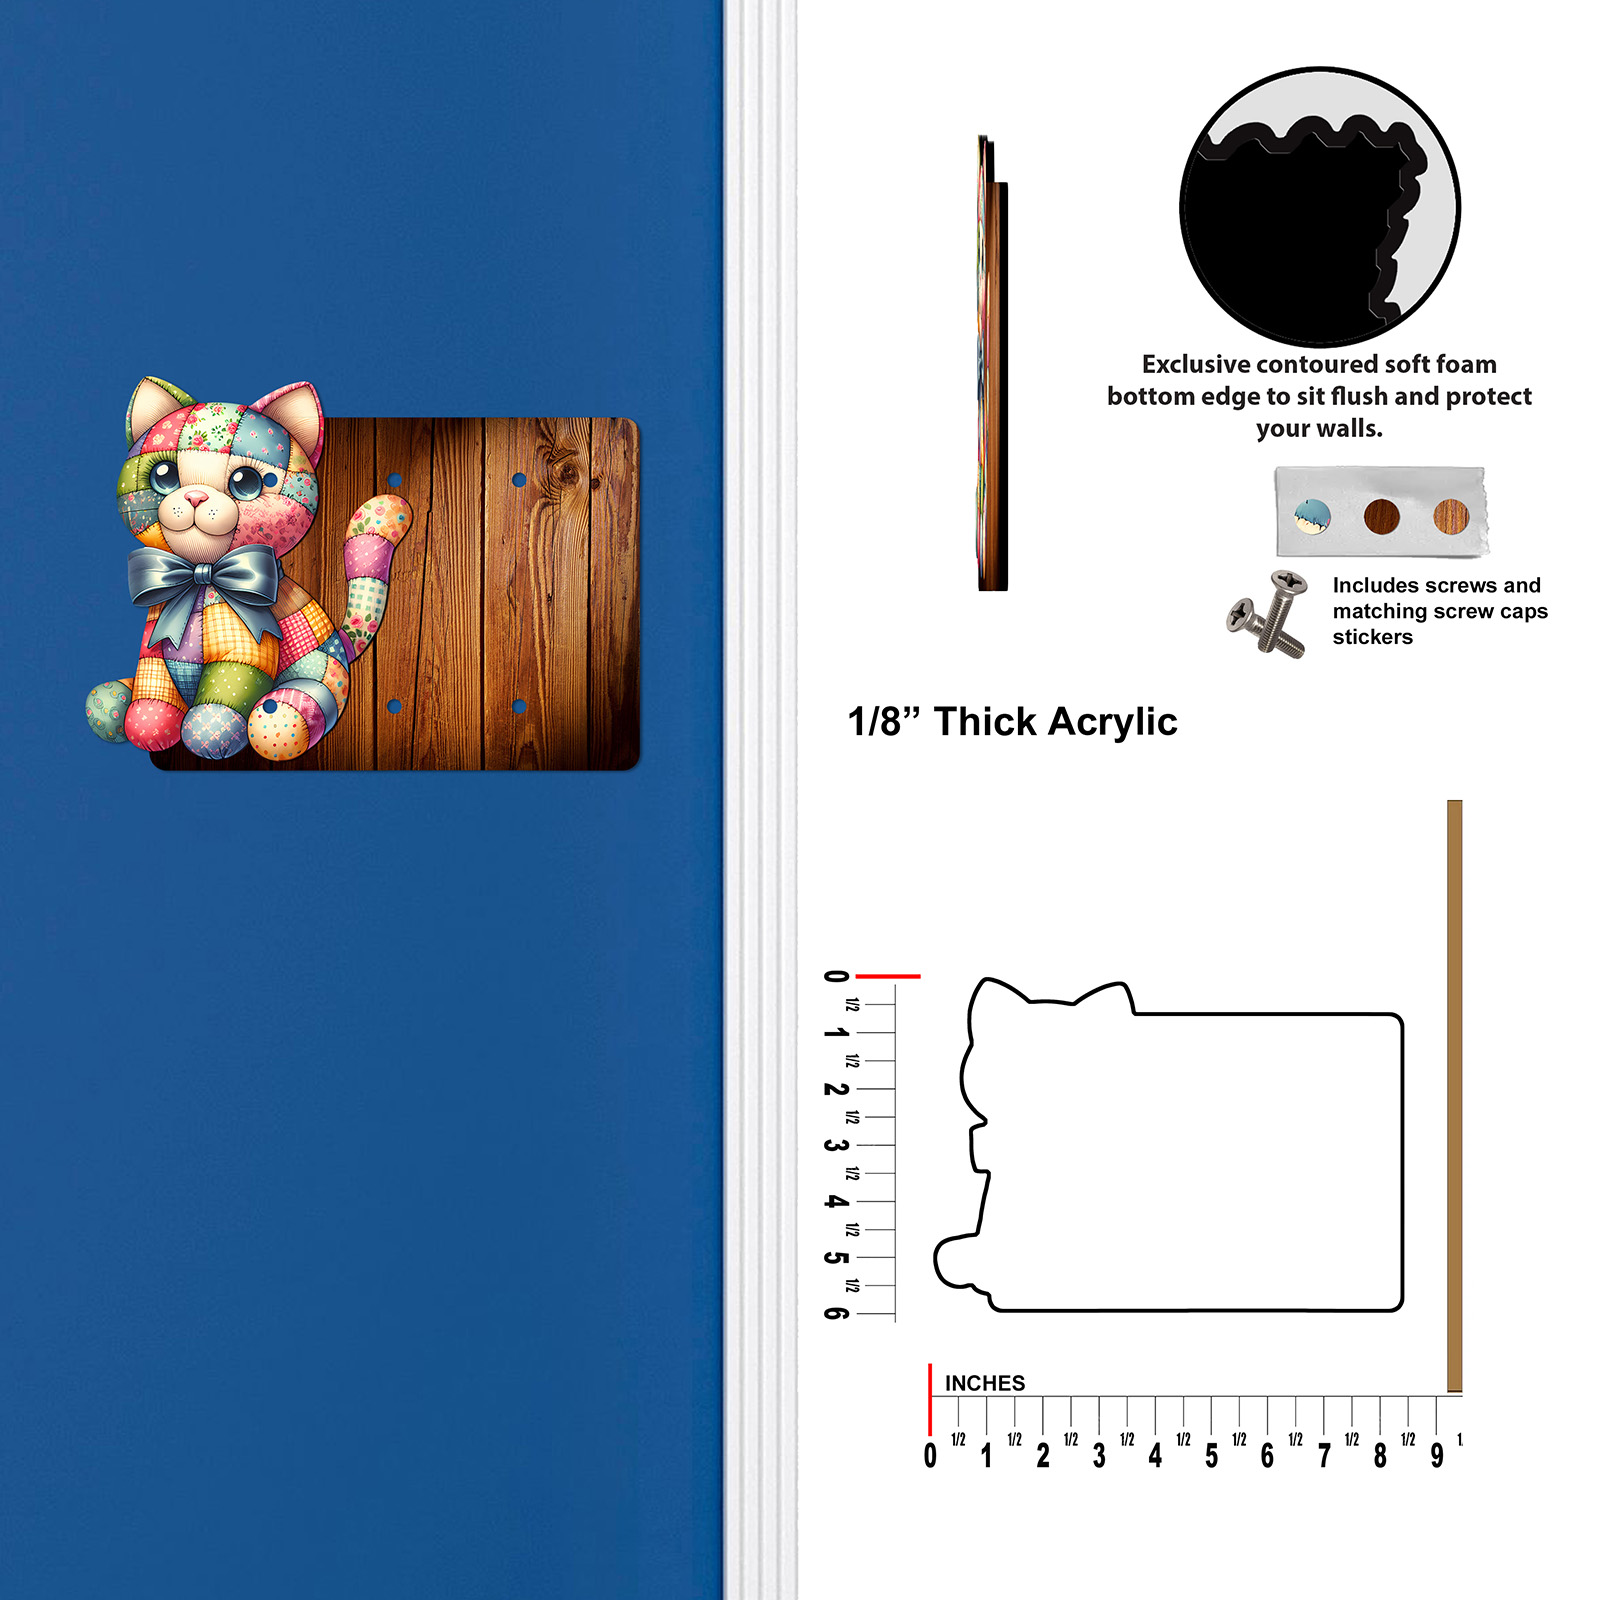 Exclusive contoured soft foam
bottom edge to sit flush and protect
your walls.
Includes screws and
matching screw caps
stickers
1/8” Thick Acrylic
0
1/2
1
1/2
2
1/2
3
1/2
4
1/2
5
1/2
6
INCHES
0 1/2 1 1/2 2 1/2 3 1/2 4 1/2 5 1/2 6 1/2 7 1/2 8 1/2 9